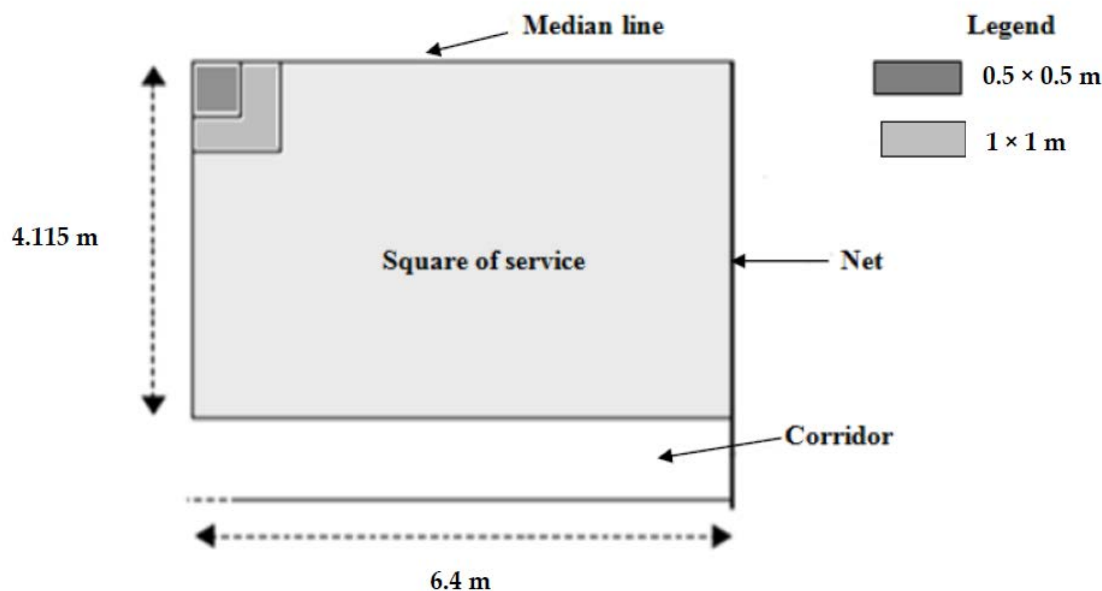 Median line
Legend
0.5 × 0.5 m
1 × 1 m
4.115 m
Square of service
Net
Corridor
6.4 m